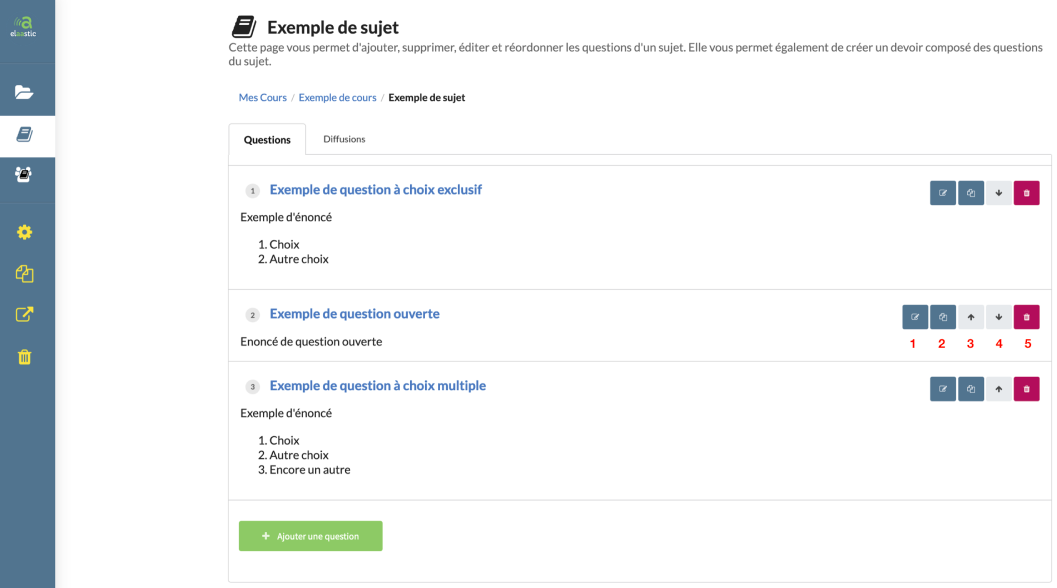 elaastic
Exemple de sujet
Cette page vous permet d'ajouter, supprimer, éditer et réordonner les questions d'un sujet. Elle vous permet également de créer un devoir composé des questions
du sujet.
Mes Cours / Exemple de cours / Exemple de sujet
Questions Diffusions
1 Exemple de question à choix exclusif
Exemple d'énoncé
1. Choix
2. Autre choix
2 Exemple de question ouverte
Enoncé de question ouverte 1 2 3 4 5
3 Exemple de question à choix multiple
Exemple d'énoncé
1. Choix
2. Autre choix
3. Encore un autre
+ Ajouter une question